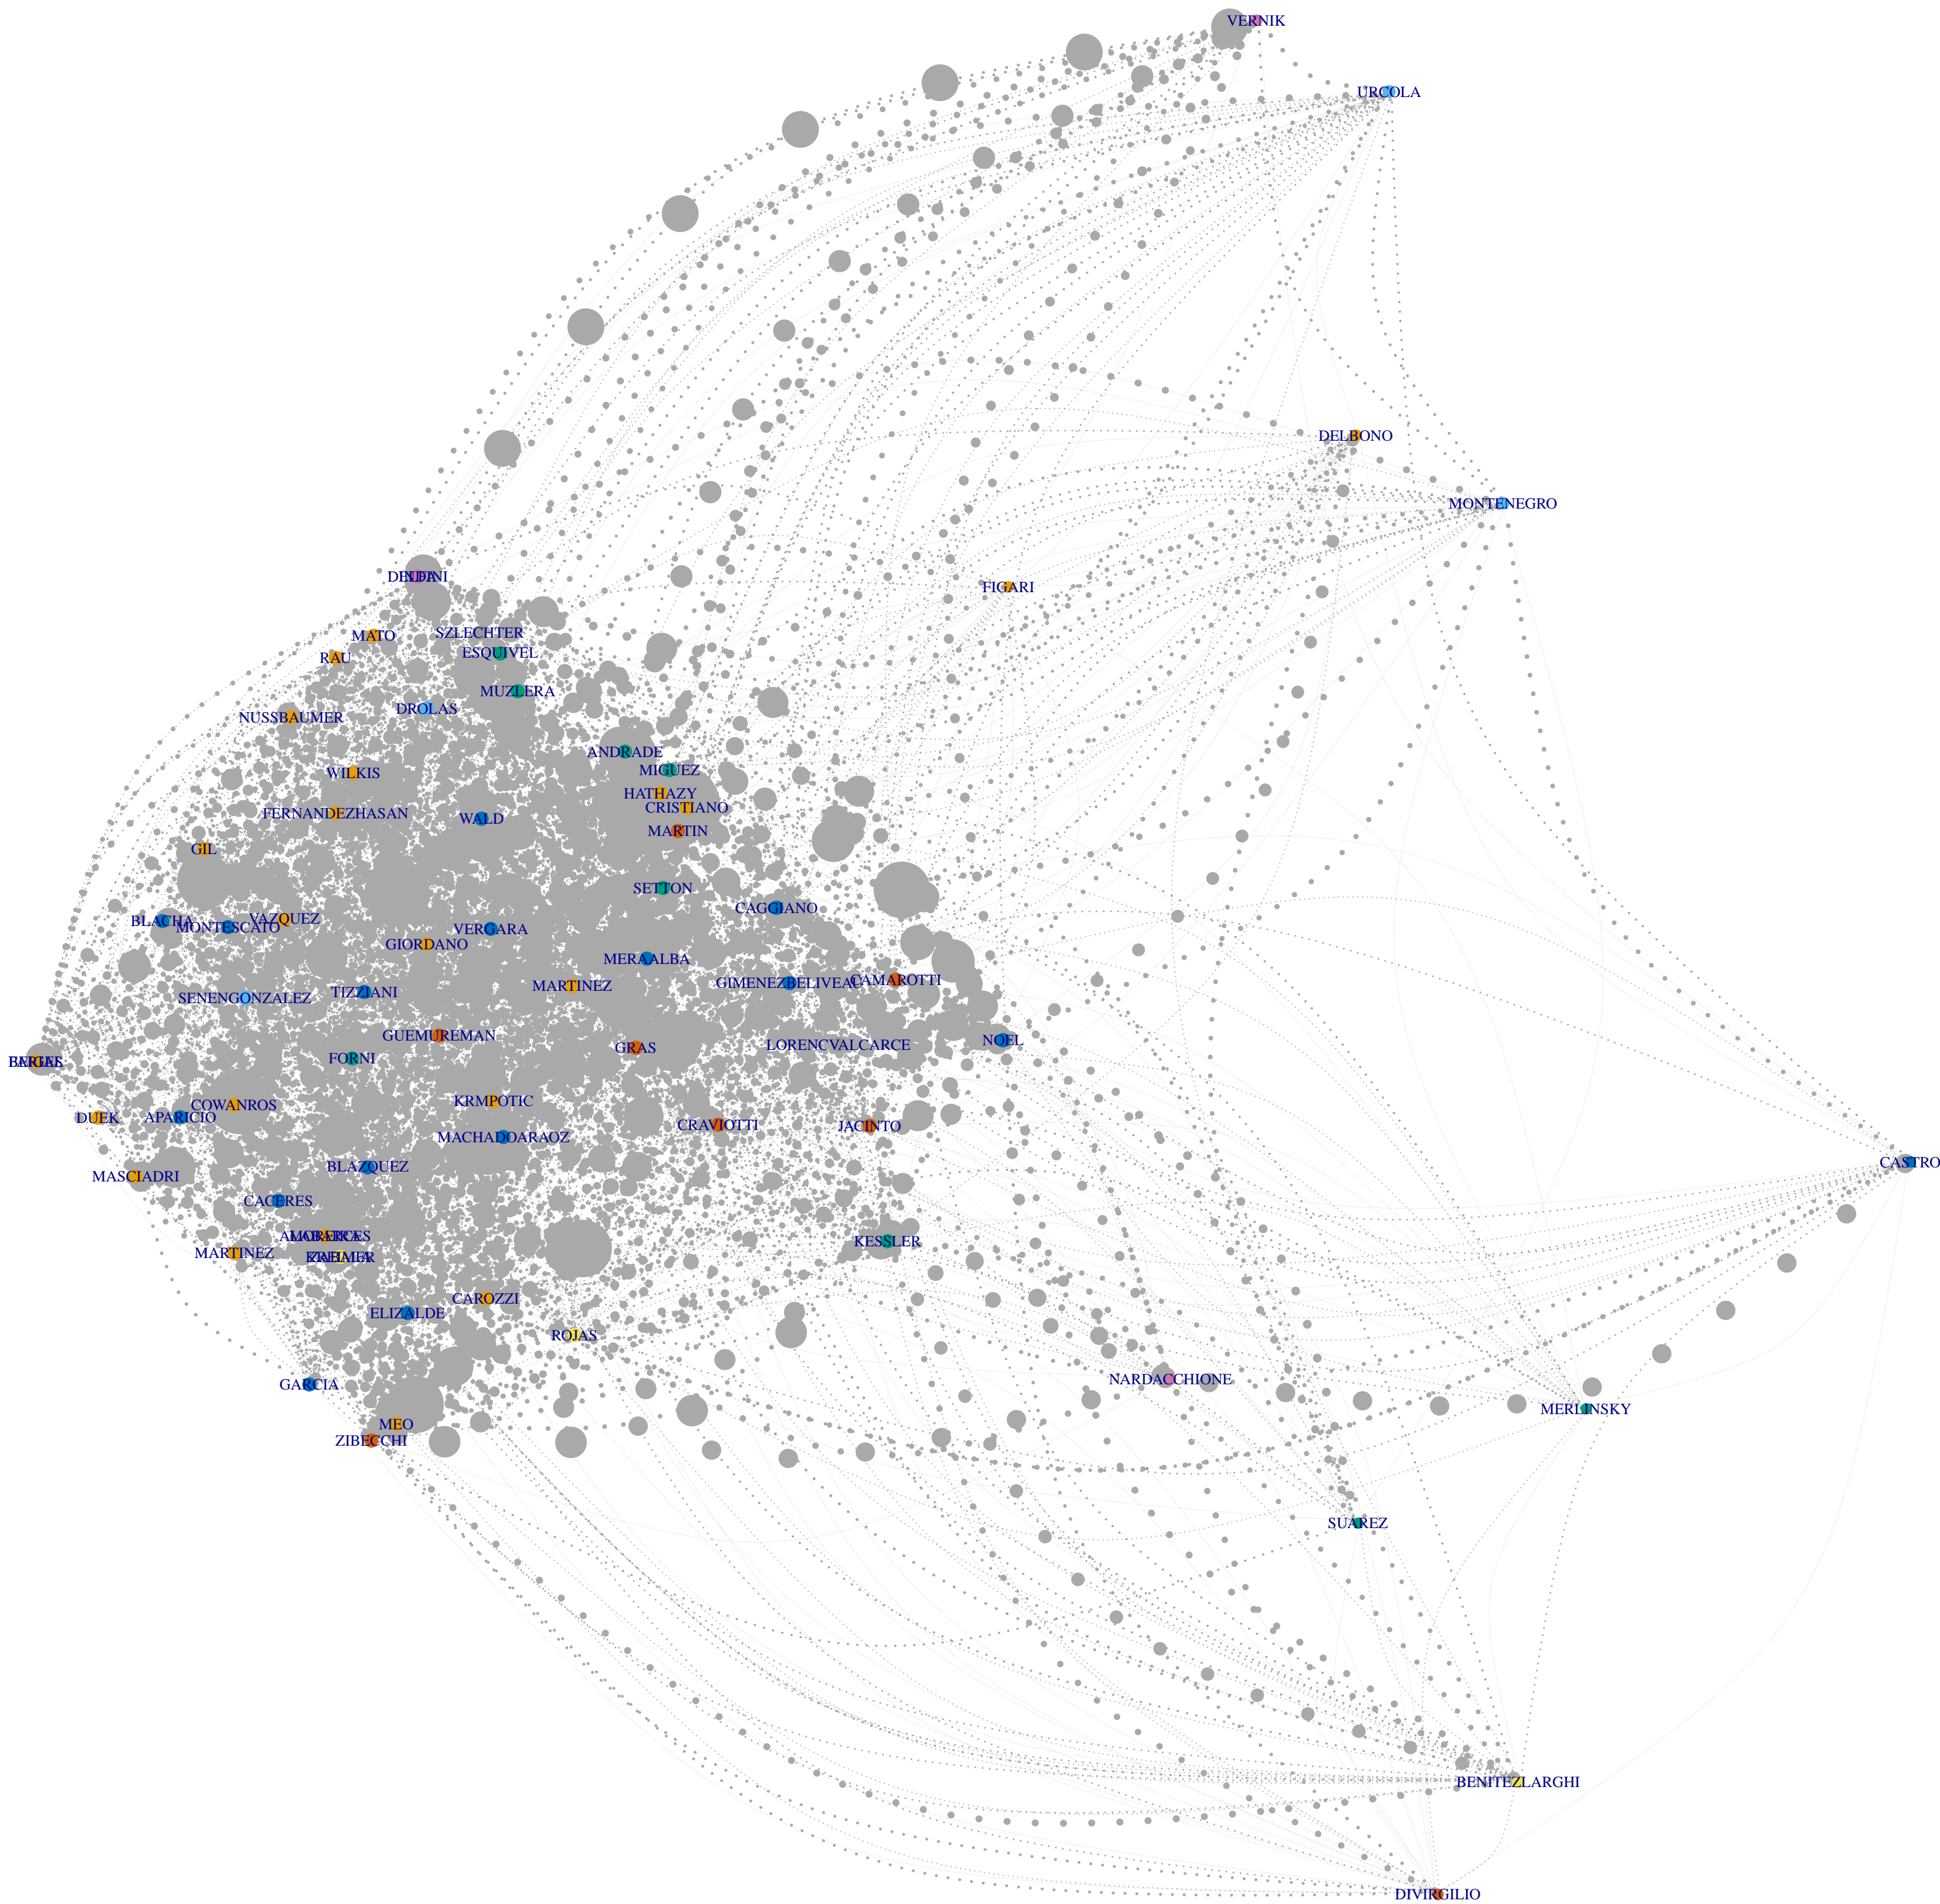 VERNIK
URCOLA
DELBONO
MONTENEGRO
FIGARI
MATO
SZLECHTER
ESQUIVEL
RAU
MUZLERA
DROLAS
NUSSBAUMER
ANDRADE
MIGUEZ
WILKIS
HATHAZY
CRISTIANO
FERNANDEZHASAN
WALD
MARTIN
GIL
SETTON
CAGGIANO
BLACHA
VAZQUEZ
MONTESCATO
VERGARA
GIORDANO
MERAALBA
CAMAROTTI
GIMENEZBELIVEAU
MARTINEZ
TIZZIANI
SENENGONZALEZ
GUEMUREMAN
NOEL
LORENCVALCARCE
GRAS
FORNI
KRMPOTIC
COWANROS
DUEK
APARICIO
CRAVIOTTI
JACINTO
MACHADOARAOZ
CASTRO
BLAZQUEZ
MASCIADRI
CACERES
KESSLER
MARTINEZ
CAROZZI
ELIZALDE
ROJAS
NARDACCHIONE
GARCIA
MERLINSKY
MEO
ZIBECCHI
SUAREZ
BENITEZLARGHI
DIVIRGILIO